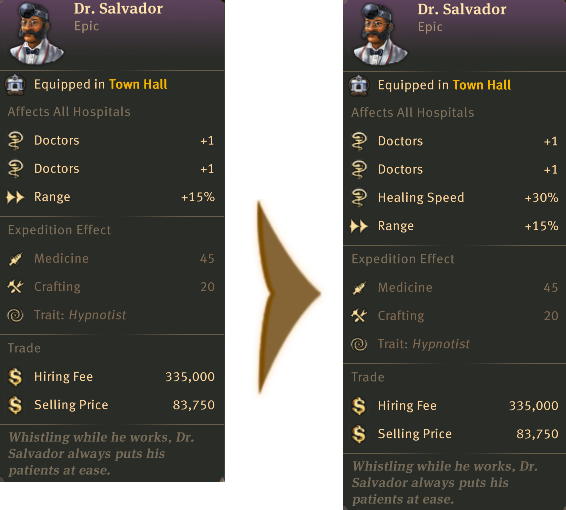 Dr. Salvador
Epic
Equipped in Town Hall
Affects All Hospitals
Doctors +1
Doctors +1
Range +15%
Expedition Effect
Medicine 45
Crafting 20
Trait: Hypnotist
Trade
Hiring Fee 335,000
Selling Price 83,750
Whistling while he works, Dr.
Salvador always puts his
patients at ease.
Dr. Salvador
Epic
Equipped in Town Hall
Affects All Hospitals
Doctors +1
Doctors +1
Healing Speed +30%
Range +15%
Expedition Effect
Medicine 45
Crafting 20
Trait: Hypnotist
Trade
Hiring Fee 335,000
Selling Price 83,750
Whistling while he works, Dr.
Salvador always puts his
patients at ease.